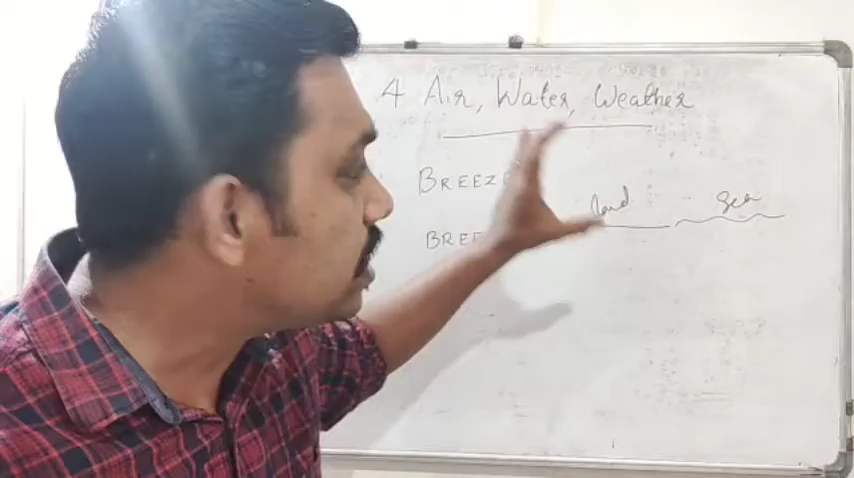 4 Air, Water, Weather
BREEZE
land Sea
BREE